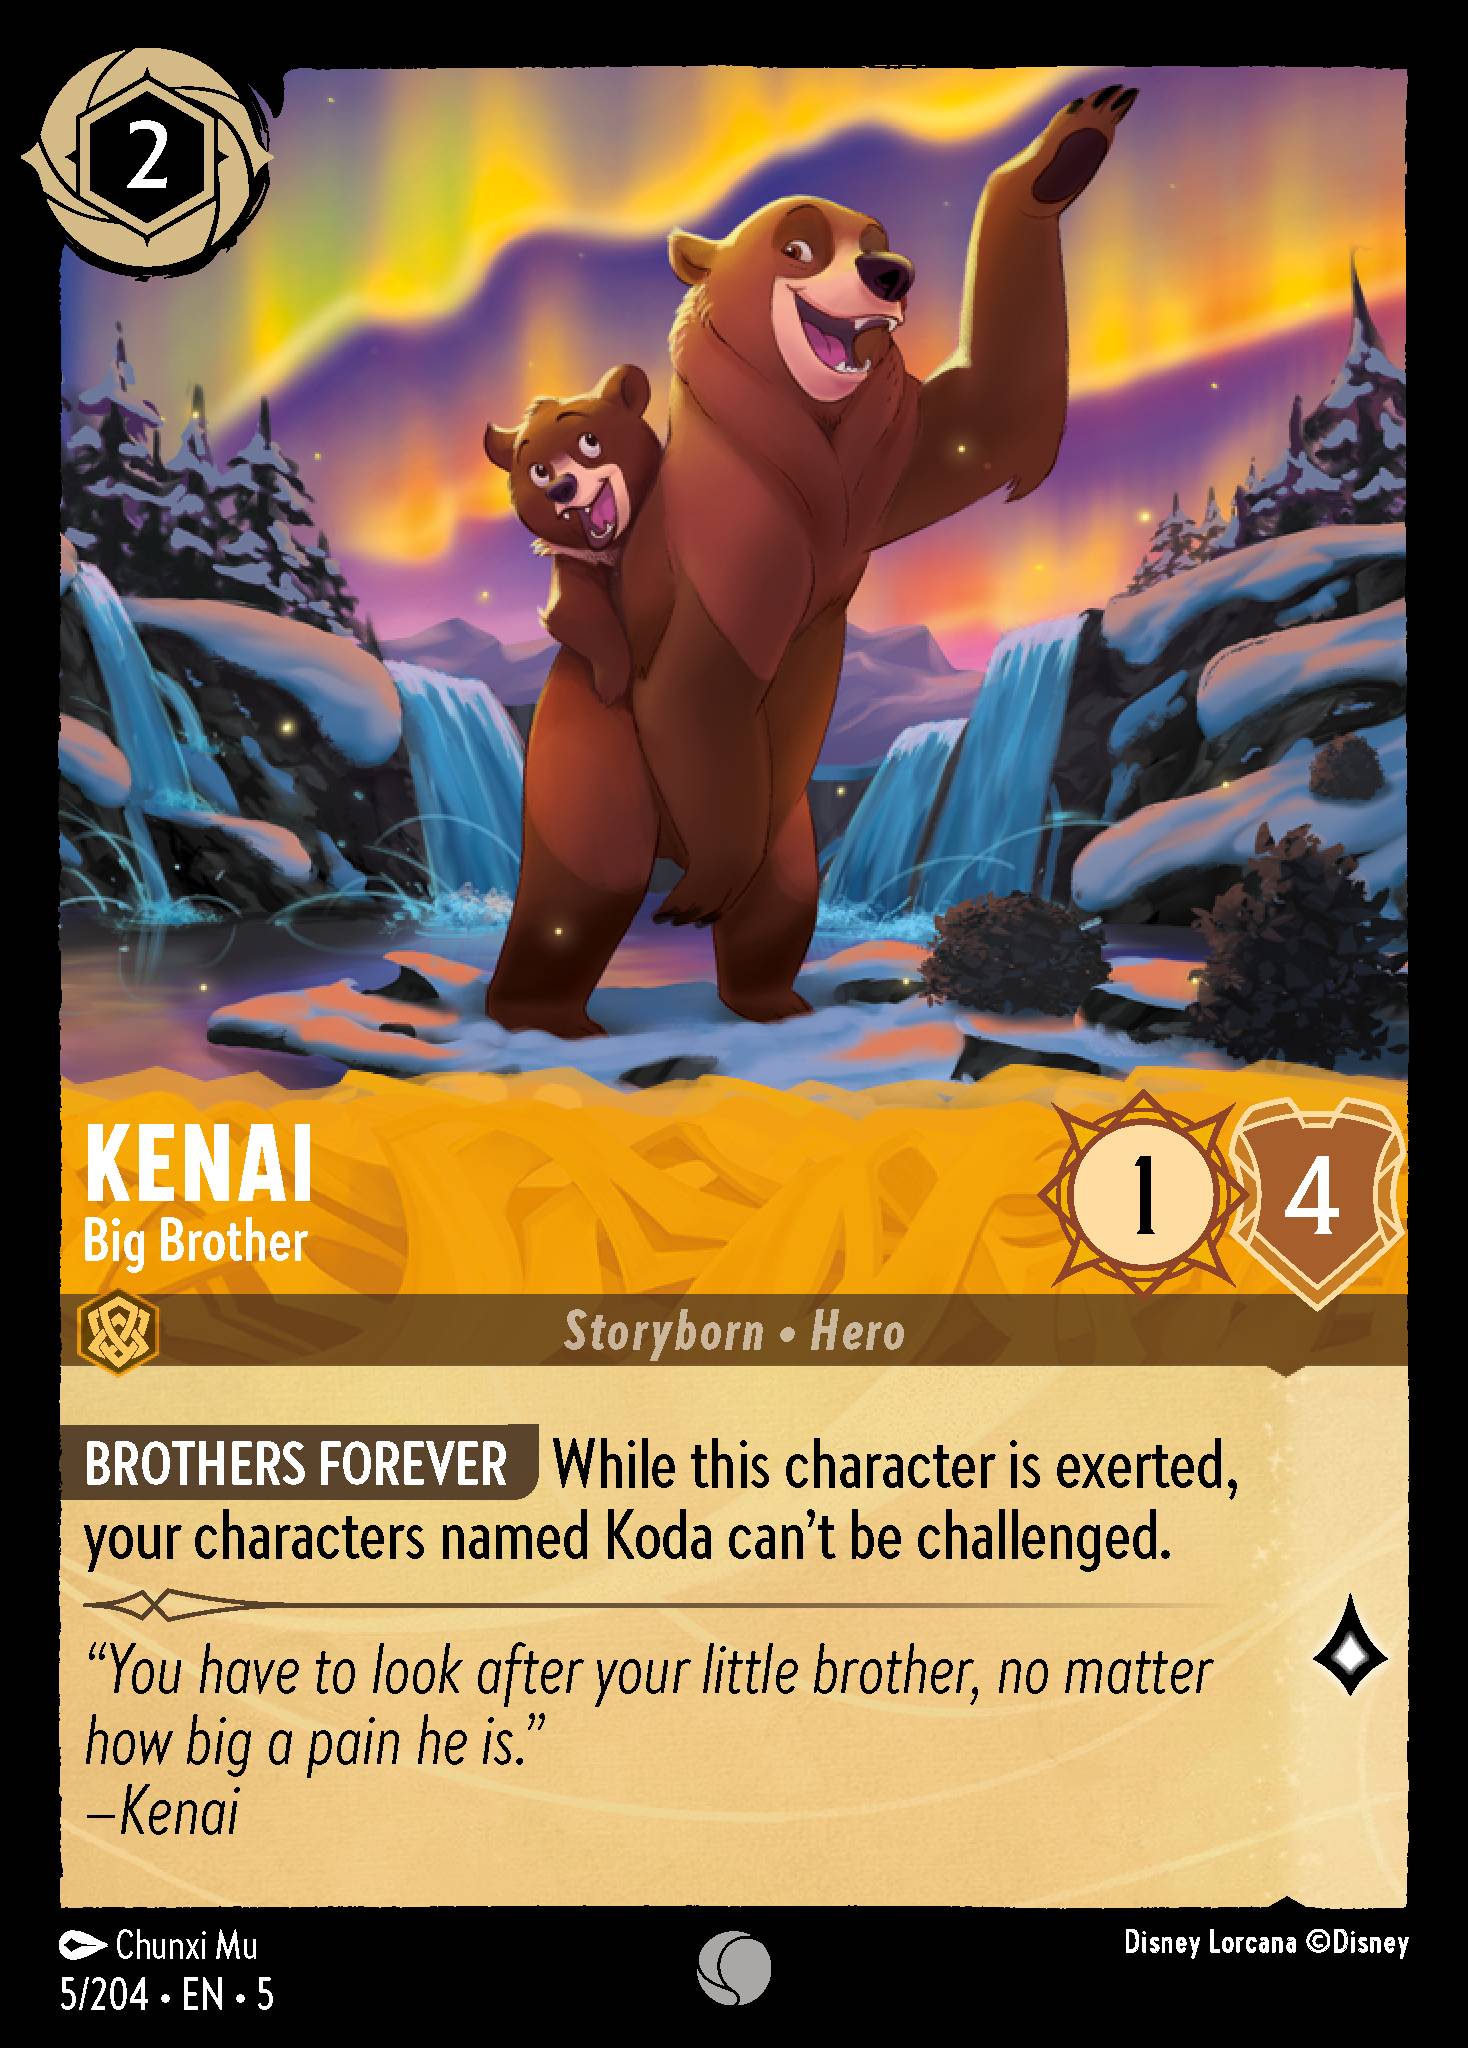 2
KENAI
Big Brother
1
4
Storyborn • Hero
BROTHERS FOREVER While this character is exerted,
your characters named Koda can’t be challenged.
“You have to look after your little brother, no matter
how big a pain he is.”
–Kenai
Chunxi Mu
Disney Lorcana ©Disney
5/204 • EN • 5